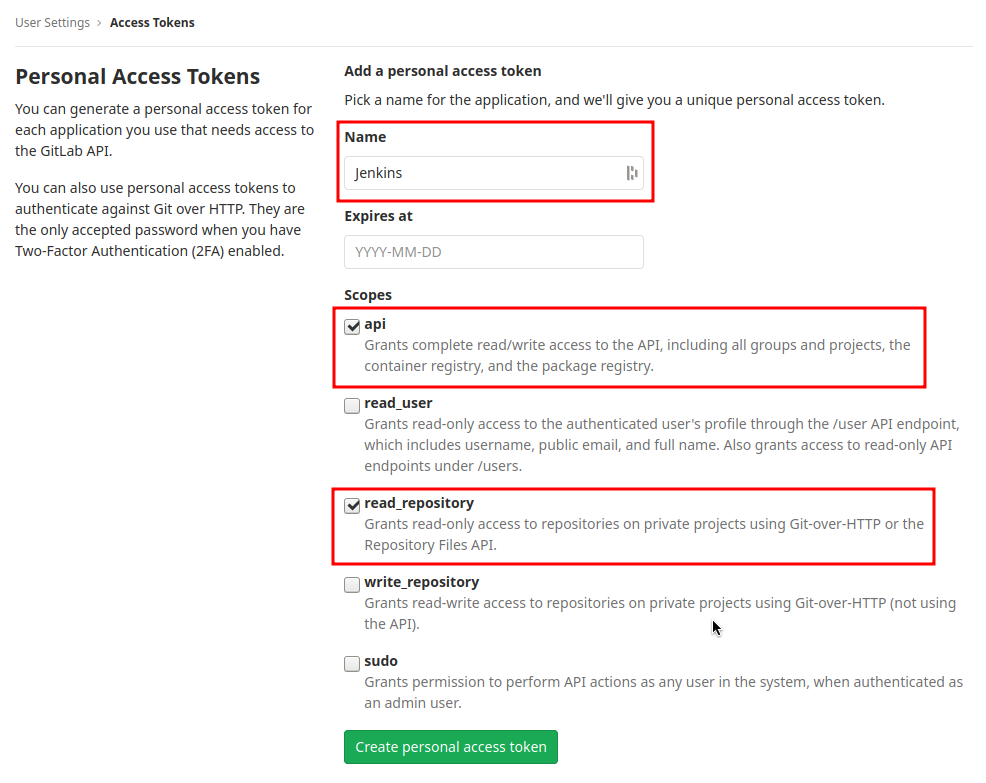 User Settings › Access Tokens
Personal Access Tokens
You can generate a personal access token for
each application you use that needs access to
the GitLab API.
You can also use personal access tokens to
authenticate against Git over HTTP. They are
the only accepted password when you have
Two-Factor Authentication (2FA) enabled.
Add a personal access token
Pick a name for the application, and we'll give you a unique personal access token.
Name
Jenkins
Expires at
YYYY-MM-DD
Scopes
api
Grants complete read/write access to the API, including all groups and projects, the
container registry, and the package registry.
read_user
Grants read-only access to the authenticated user's profile through the /user API endpoint,
which includes username, public email, and full name. Also grants access to read-only API
endpoints under /users.
read_repository
Grants read-only access to repositories on private projects using Git-over-HTTP or the
Repository Files API.
write_repository
Grants read-write access to repositories on private projects using Git-over-HTTP (not using
the API).
sudo
Grants permission to perform API actions as any user in the system, when authenticated as
an admin user.
Create personal access token